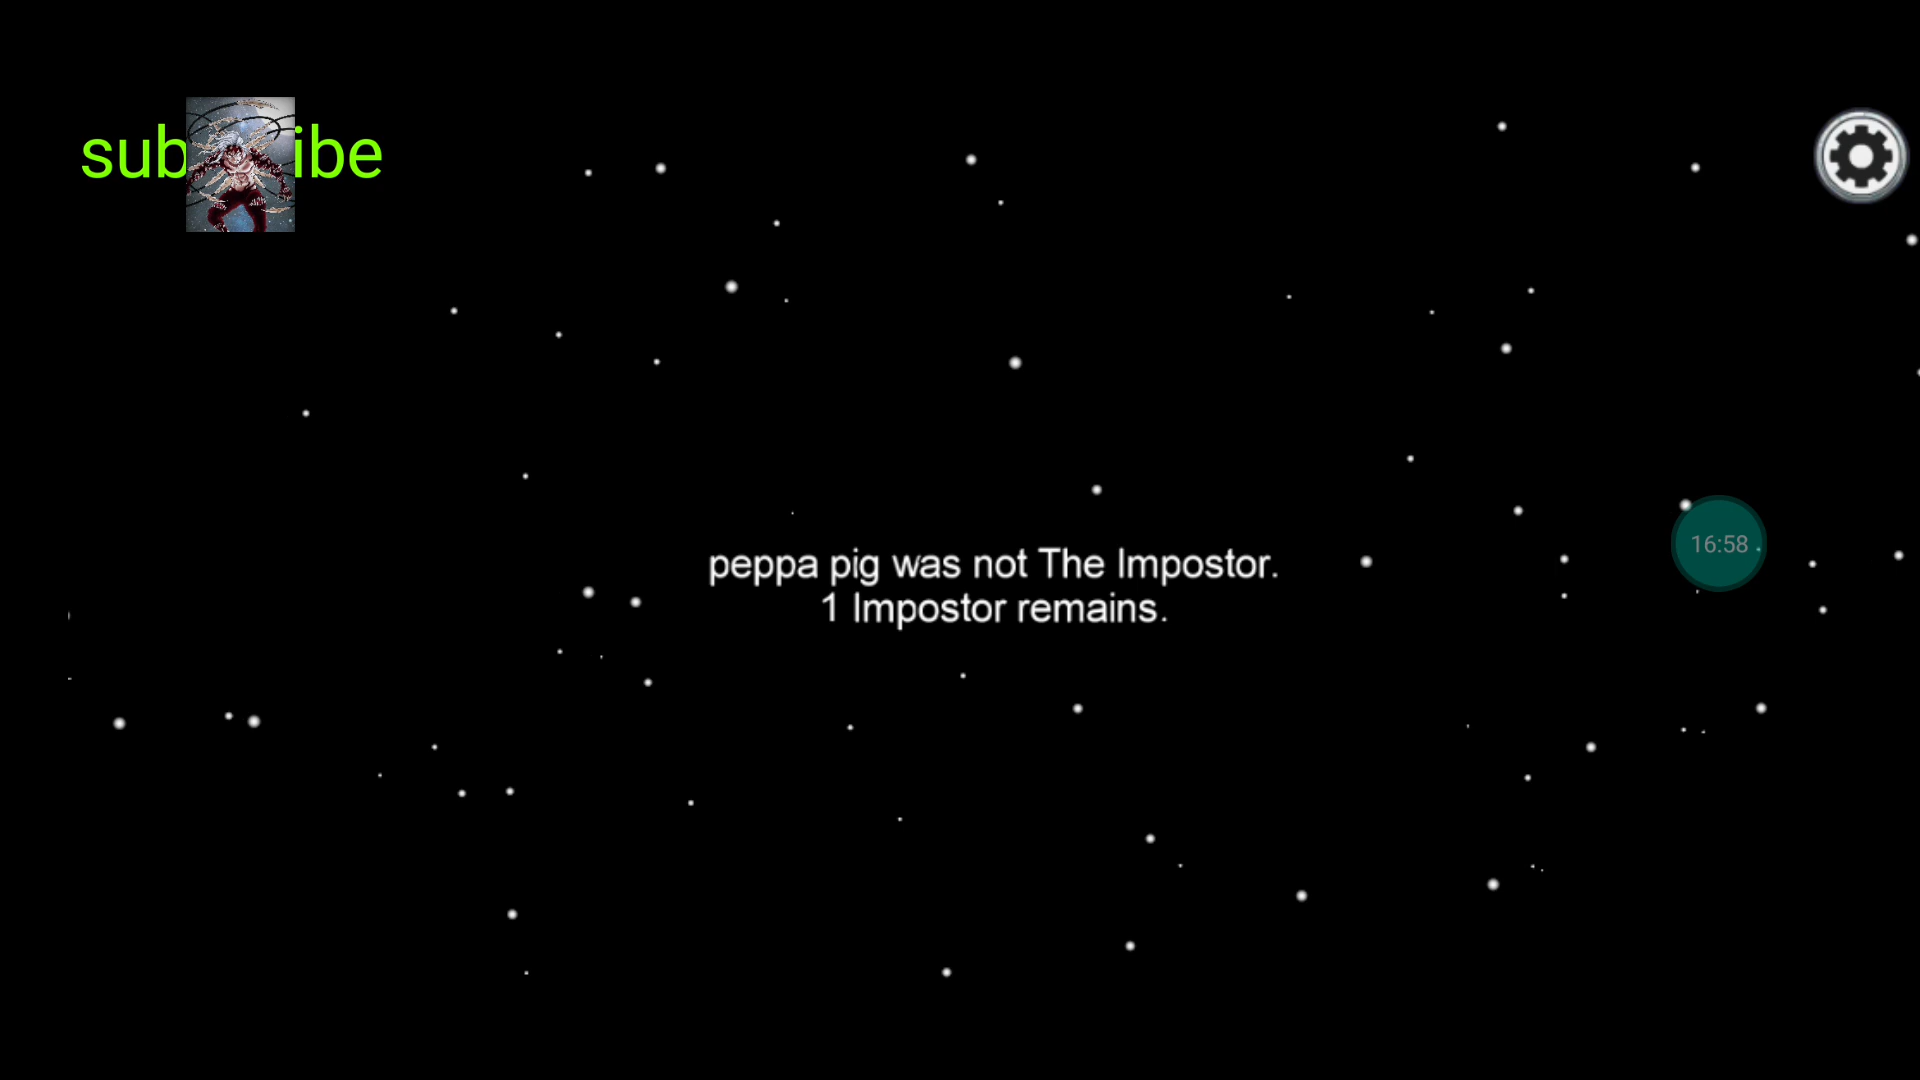 sub ibe
16:58
peppa pig was not The Impostor.
1 Impostor remains.